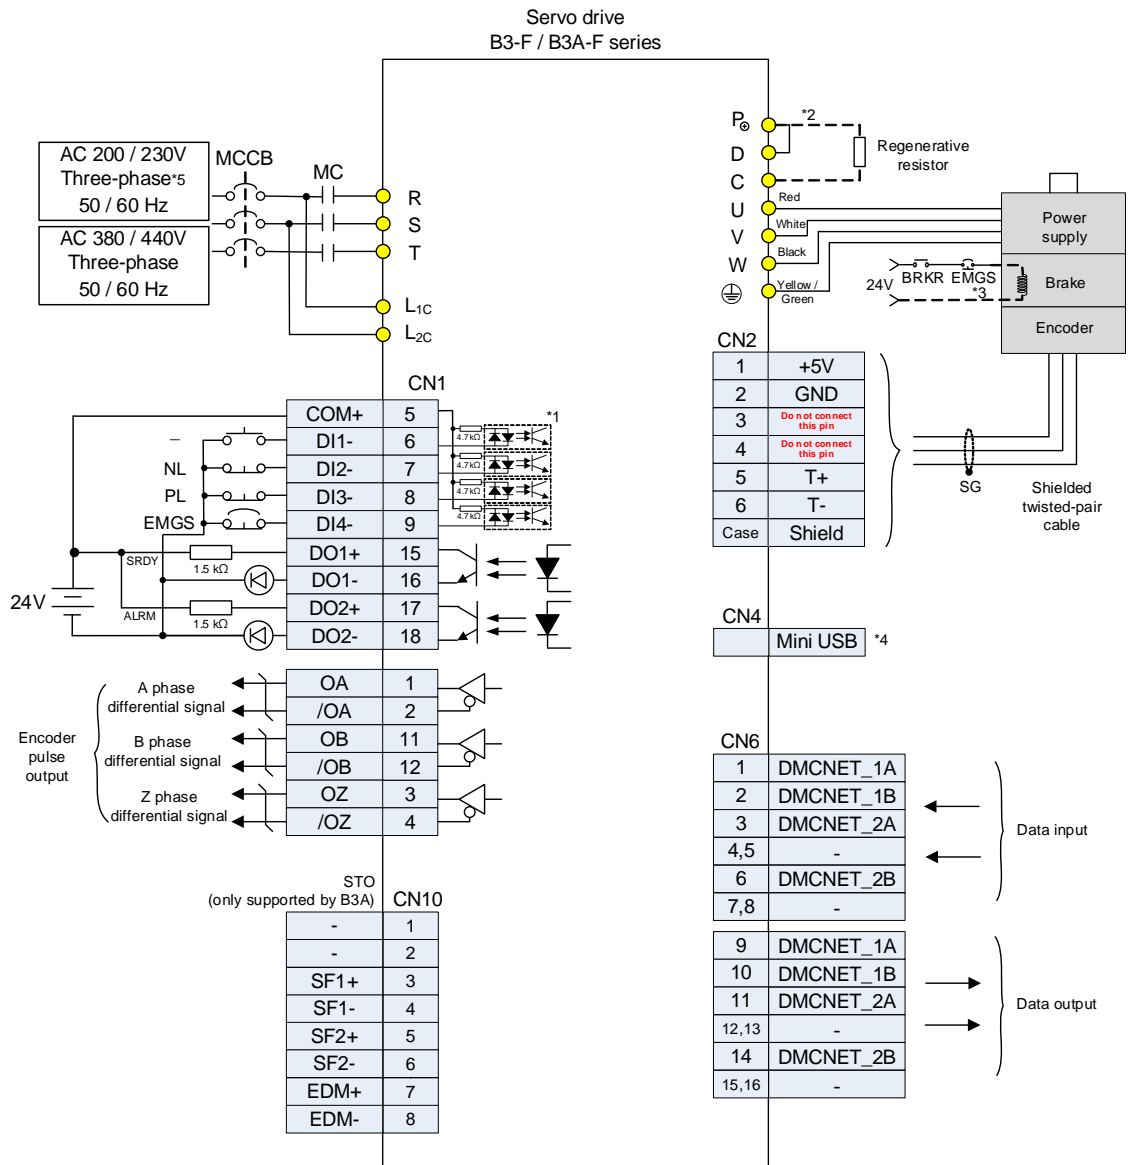 Servo drive
B3-F / B3A-F series
AC 200 / 230V
Three-phase*5
50 / 60 Hz
AC 380 / 440V
Three-phase
50 / 60 Hz
MCCB
MC
R
S
T
L1C
L2C
P⊕
D
C
U
V
W
*2
Regenerative
resistor
Red
White
Black
Yellow /
Green
Power
supply
Brake
Encoder
24V
BRKR
EMGS
*3
CN1
COM+ 5
DI1- 6
DI2- 7
DI3- 8
DI4- 9
DO1+ 15
DO1- 16
DO2+ 17
DO2- 18
–
NL
PL
EMGS
SRDY
1.5 kΩ
ALRM
1.5 kΩ
24V
*1
4.7kΩ
4.7kΩ
4.7kΩ
4.7kΩ
OA 1
/OA 2
OB 11
/OB 12
OZ 3
/OZ 4
Encoder
pulse
output
A phase
differential signal
B phase
differential signal
Z phase
differential signal
STO
(only supported by B3A)
CN10
- 1
- 2
SF1+ 3
SF1- 4
SF2+ 5
SF2- 6
EDM+ 7
EDM- 8
CN2
1 +5V
2 GND
3 Do not connect
this pin
4 Do not connect
this pin
5 T+
6 T-
Case Shield
SG
Shielded
twisted-pair
cable
CN4
Mini USB *4
CN6
1 DMCNET_1A
2 DMCNET_1B
3 DMCNET_2A
4,5 -
6 DMCNET_2B
7,8 -
Data input
9 DMCNET_1A
10 DMCNET_1B
11 DMCNET_2A
12,13 -
14 DMCNET_2B
15,16 -
Data output